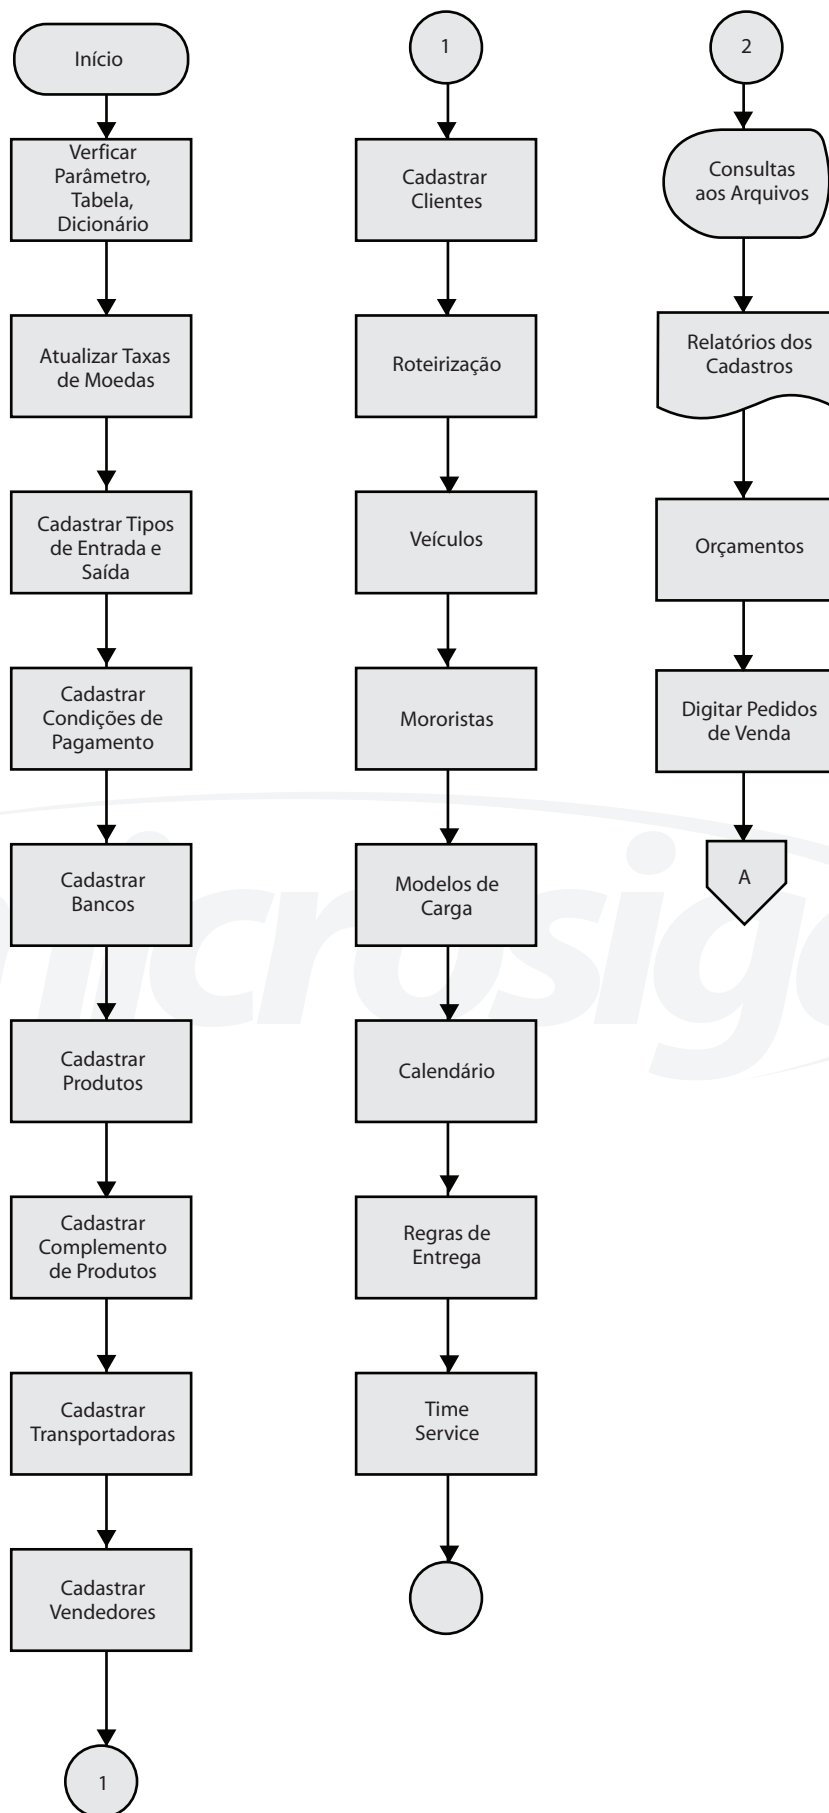 Início
Verficar
Parâmetro,
Tabela,
Dicionário
Atualizar Taxas
de Moedas
Cadastrar Tipos
de Entrada e
Saída
Cadastrar
Condições de
Pagamento
Cadastrar
Bancos
Cadastrar
Produtos
Cadastrar
Complemento
de Produtos
Cadastrar
Transportadoras
Cadastrar
Vendedores
1
1
Cadastrar
Clientes
Roteirização
Veículos
Mororistas
Modelos de
Carga
Calendário
Regras de
Entrega
Time
Service
2
Consultas
aos Arquivos
Relatórios dos
Cadastros
Orçamentos
Digitar Pedidos
de Venda
A
microsiga